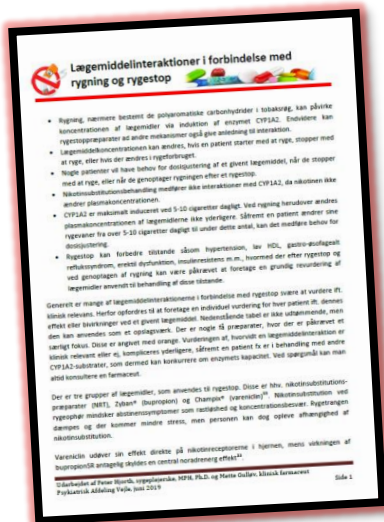 Lægemiddelinteraktioner i forbindelse med
rygning og rygestop
• Rygning, nærmere bestemt de polyaromatiske carbonhydrider i tobaksrøg, kan påvirke
koncentrationen af lægemidler via induktion af enzymet CYP1A2. Endvidere kan
rygestoppræparater ad andre mekanismer også give anledning til interaktion.
• Lægemiddelkoncentrationen kan ændres, hvis en patient starter med at ryge, stopper med
at ryge, eller hvis der ændres i rygeforbruget.
• Nogle patienter vil have behov for dosisjustering af et givent lægemiddel, når de stopper
med at ryge, eller når de genoptager rygningen efter et rygestop.
• Nikotinsubstitutionsbehandling medfører ikke interaktioner med CYP1A2, da nikotinen ikke
ændrer plasmakoncentrationen.
• CYP1A2 er maksimalt induceret ved 5-10 cigaretter dagligt. Ved rygning herudover ændres
plasmakoncentrationen af lægemidlerne ikke yderligere. Såfremt en patient ændrer sine
rygevaner fra over 5-10 cigaretter dagligt til under dette antal, kan det medføre behov for
dosisjustering.
• Rygestop kan forbedre tilstande såsom hypertension, lav HDL, gastro-øsofagealt
reflukssyndrom, erektil dysfunktion, insulinresistens m.m., hvormed der efter rygestop og
ved genoptagen af rygning kan være påkrævet at foretage en grundig revurdering af
lægemidler anvendt til behandling af disse tilstande.
Generelt er mange af lægemiddelinteraktionerne i forbindelse med rygestop svære at vurdere ift.
klinisk relevans. Herfor opfordres til at foretage en individuel vurdering for hver patient ift. dennes
effekt eller bivirkninger ved et givent lægemiddel. Nedenstående tabel er ikke udtømmende, men
den kan anvendes som et opslagsværk. Der er nogle få præparater, hvor der er påkrævet et
særligt fokus. Disse er angivet med orange. Vurderingen af, hvorvidt en lægemiddelinteraktion er
klinisk relevant eller ej, kompliceres yderligere, såfremt en patient fx er i behandling med andre
CYP1A2-substrater, som dermed kan konkurrere om enzymets kapacitet. Ved spørgsmål kan man
altid konsultere en farmaceut.
Der er tre grupper af lægemidler, som anvendes til rygestop. Disse er hhv. nikotinsubstitutions-
præparater (NRT), Zyban® (bupropion) og Champix® (vareniclin). Nikotinsubstitution ved
rygeophør mindsker abstinenssymptomer som rastløshed og koncentrationsbesvær. Rygetrangen
dæmpes og der kommer mindre stress, men personen kan dog opleve afhængighed af
nikotinsubstitution.
Vareniclin udøver sin effekt direkte på nikotinreceptorerne i hjernen, mens virkningen af
bupropionSR antagelig skyldes en central noradrenerg effekt
Udarbejdet af Peter Hjorth, sygeplejerske, MPH, Ph.D. og Mette Gulløv, klinisk farmaceut
Psykiatrisk Afdeling Vejle, juni 2019 Side 1